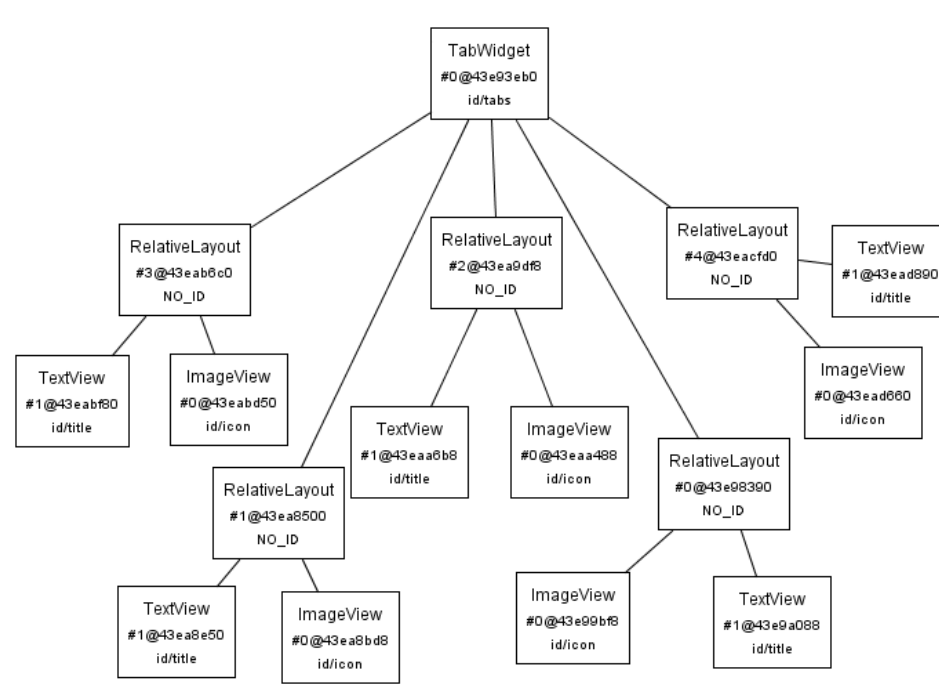 TabWidget
#0@43e93eb0
id/tabs
RelativeLayout
#3@43eab6c0
NO_ID
RelativeLayout
#2@43ea9df8
NO_ID
RelativeLayout
#4@43eacfd0
NO_ID
TextView
#1@43ead890
id/title
TextView
#1@43eabf80
id/title
ImageView
#0@43eabd50
id/icon
ImageView
#0@43ead660
id/icon
TextView
#1@43eaa6b8
id/title
ImageView
#0@43eaa488
id/icon
RelativeLayout
#0@43e98390
NO_ID
RelativeLayout
#1@43ea8500
NO_ID
TextView
#1@43ea8e50
id/title
ImageView
#0@43ea8bd8
id/icon
ImageView
#0@43e99bf8
id/icon
TextView
#1@43e9a088
id/title